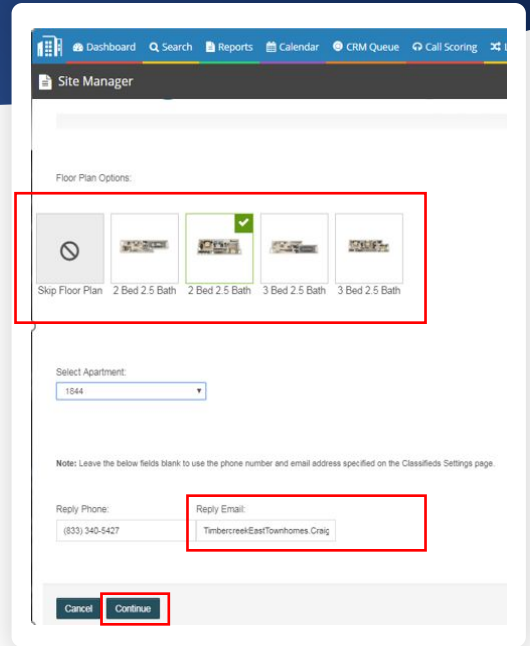 Dashboard Search Reports Calendar CRM Queue Call Scoring
Site Manager
Floor Plan Options:
Skip Floor Plan 2 Bed 2.5 Bath 2 Bed 2.5 Bath 3 Bed 2.5 Bath 3 Bed 2.5 Bath
Select Apartment:
1844
Note: Leave the below fields blank to use the phone number and email address specified on the Classifieds Settings page.
Reply Phone: Reply Email:
(833) 340-5427 TimbercreekEastTownhomes.Craig
Cancel Continue